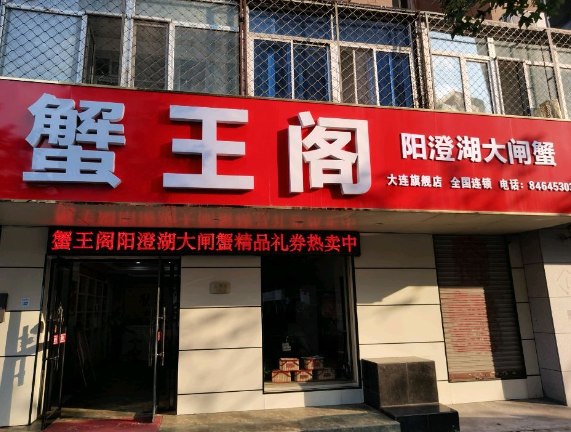 蟹王阁
阳澄湖大闸蟹
大连旗舰店 全国连锁 电话：8464530
蟹王阁阳澄湖大闸蟹精品礼券热卖中